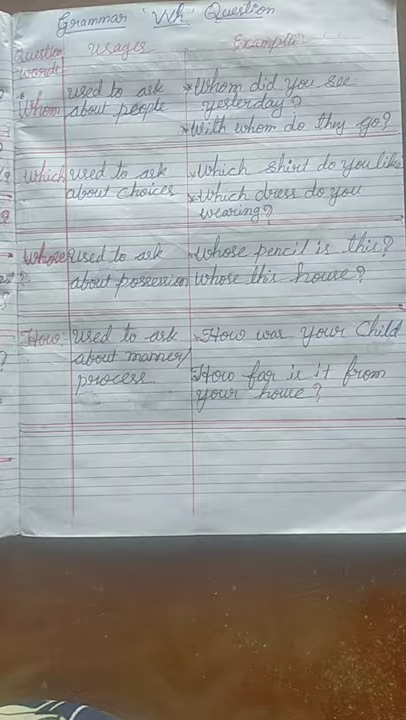 Grammar 'Wh' Question
Question words
usages
Example:
Whom
used to ask about people
*Whom did you see yesterday?
*With whom do they go?
Which
used to ask about choices
*Which shirt do you like
*Which dress do you wearing?
Whose
used to ask about possession
*Whose pencil is this?
Whose this house?
How:
used to ask about manner/ process
*How was your child
How far is it from your house?